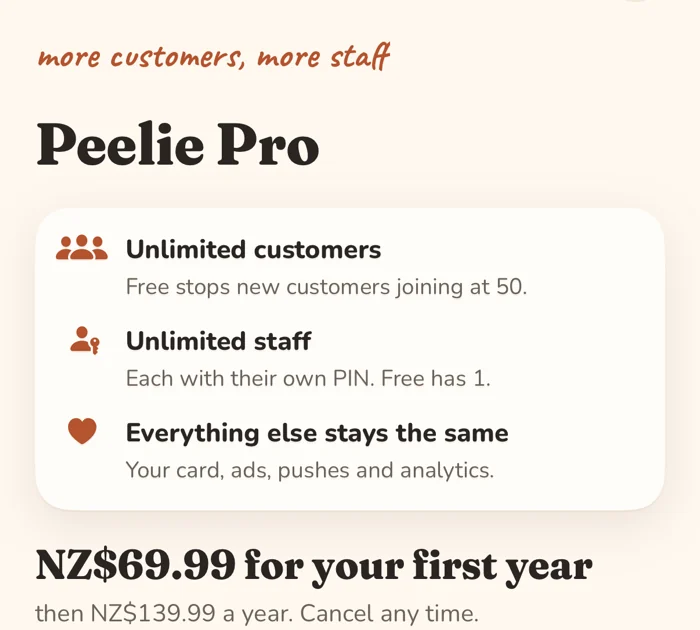 more customers, more staff
Peelie Pro
Unlimited customers
Free stops new customers joining at 50.
Unlimited staff
Each with their own PIN. Free has 1.
Everything else stays the same
Your card, ads, pushes and analytics.
NZ$69.99 for your first year
then NZ$139.99 a year. Cancel any time.